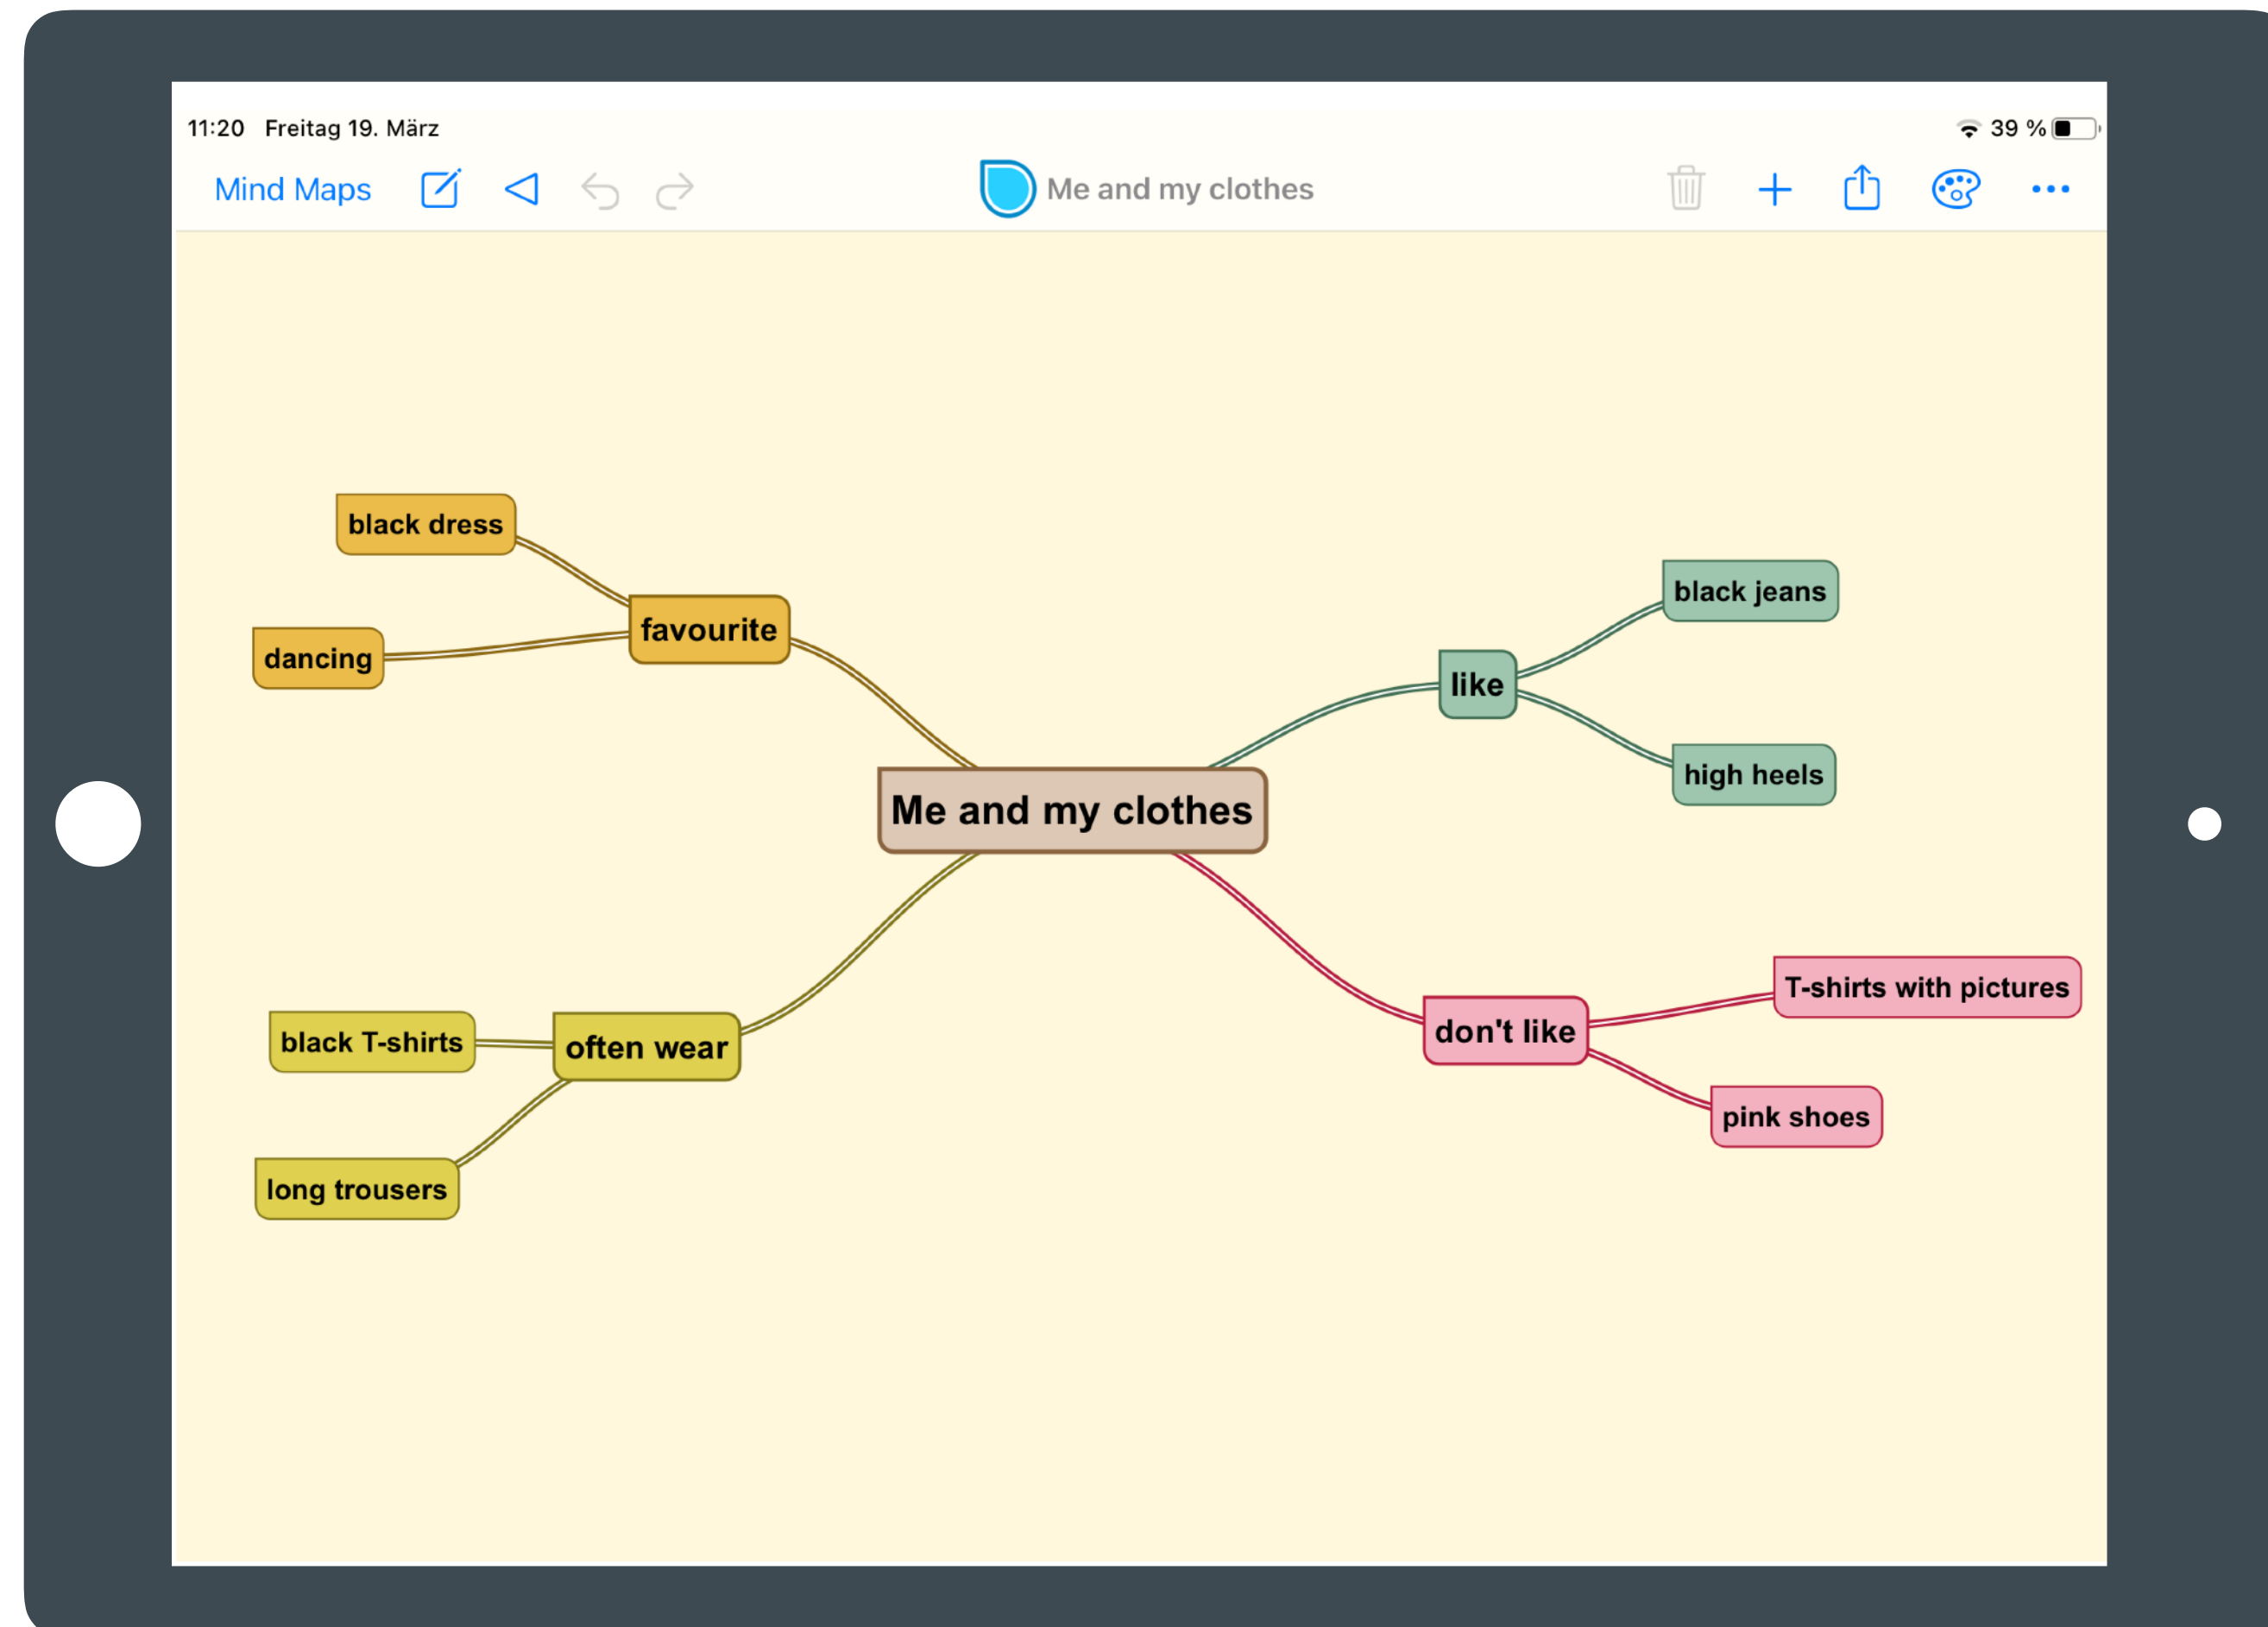 11:20 Freitag 19. März
39 %
Mind Maps
Me and my clothes
black dress
dancing
favourite
black jeans
like
high heels
Me and my clothes
black T-shirts
often wear
long trousers
T-shirts with pictures
don't like
pink shoes